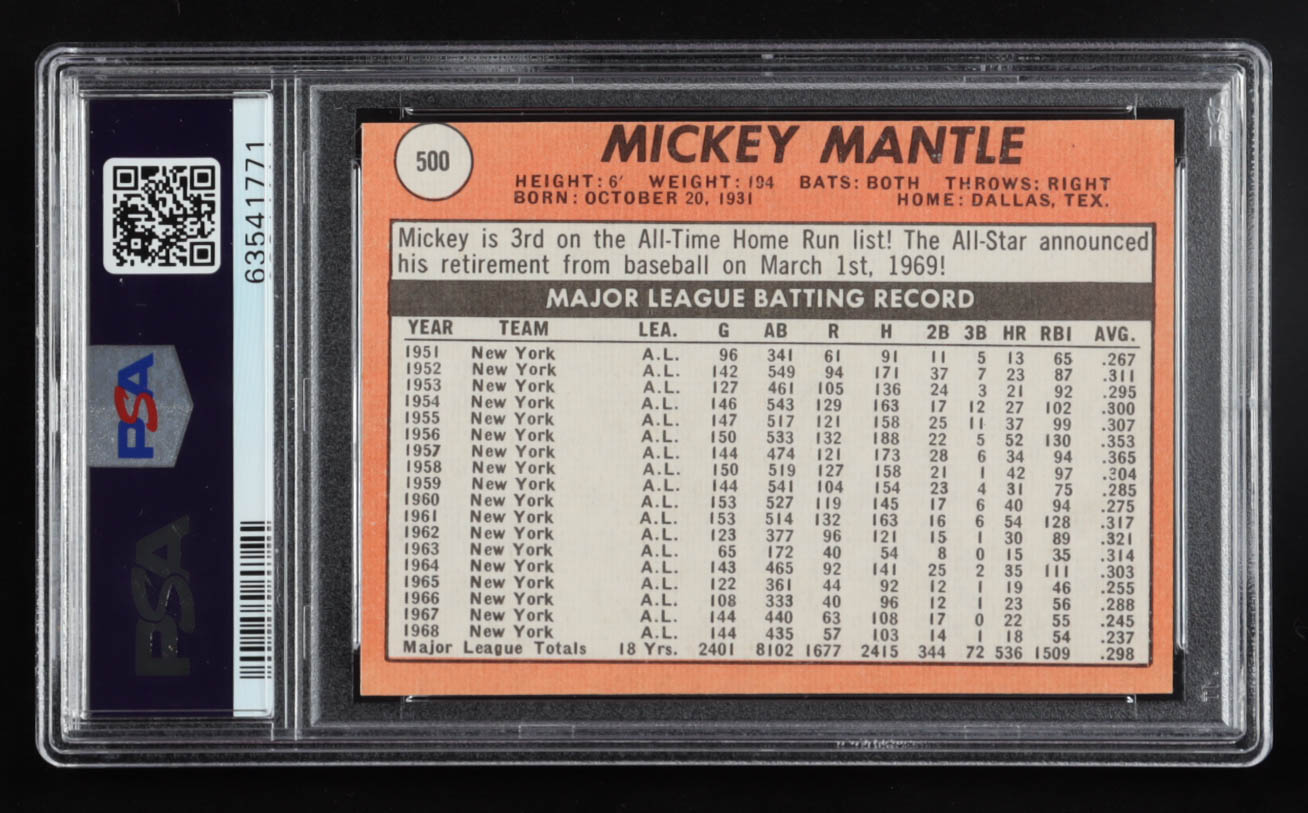 63541771
PSA
PSA
500
MICKEY MANTLE
HEIGHT: 6' WEIGHT: 194 BATS: BOTH THROWS: RIGHT
BORN: OCTOBER 20, 1931 HOME: DALLAS, TEX.
Mickey is 3rd on the All-Time Home Run list! The All-Star announced
his retirement from baseball on March 1st, 1969!
MAJOR LEAGUE BATTING RECORD
YEAR TEAM LEA. G AB R H 2B 3B HR RBI AVG.
1951 New York A.L. 96 341 61 91 11 5 13 65 .267
1952 New York A.L. 142 549 94 171 37 7 23 87 .311
1953 New York A.L. 127 461 105 136 24 3 21 92 .295
1954 New York A.L. 146 543 129 163 17 12 27 102 .300
1955 New York A.L. 147 517 121 158 25 11 37 99 .307
1956 New York A.L. 150 533 132 188 22 5 52 130 .353
1957 New York A.L. 144 474 121 173 28 6 34 94 .365
1958 New York A.L. 150 519 127 158 21 1 42 97 .304
1959 New York A.L. 144 541 104 154 23 4 31 75 .285
1960 New York A.L. 153 527 119 145 17 6 40 94 .275
1961 New York A.L. 153 514 132 163 16 6 54 128 .317
1962 New York A.L. 123 377 96 121 15 1 30 89 .321
1963 New York A.L. 65 172 40 54 8 0 15 35 .314
1964 New York A.L. 143 465 92 141 25 2 35 111 .303
1965 New York A.L. 122 361 44 92 12 1 19 46 .255
1966 New York A.L. 108 333 40 96 12 1 23 56 .288
1967 New York A.L. 144 440 63 108 17 0 22 55 .245
1968 New York A.L. 144 435 57 103 14 1 18 54 .237
Major League Totals 18 Yrs. 2401 8102 1677 2415 344 72 536 1509 .298